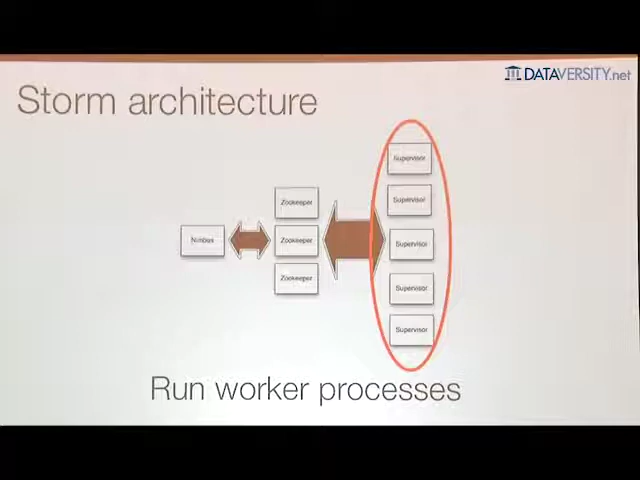 DATAVERSITY.net
Storm architecture
Supervisor
Supervisor
Zookeeper
Nimbus
Zookeeper
Supervisor
Zookeeper
Supervisor
Supervisor
Run worker processes